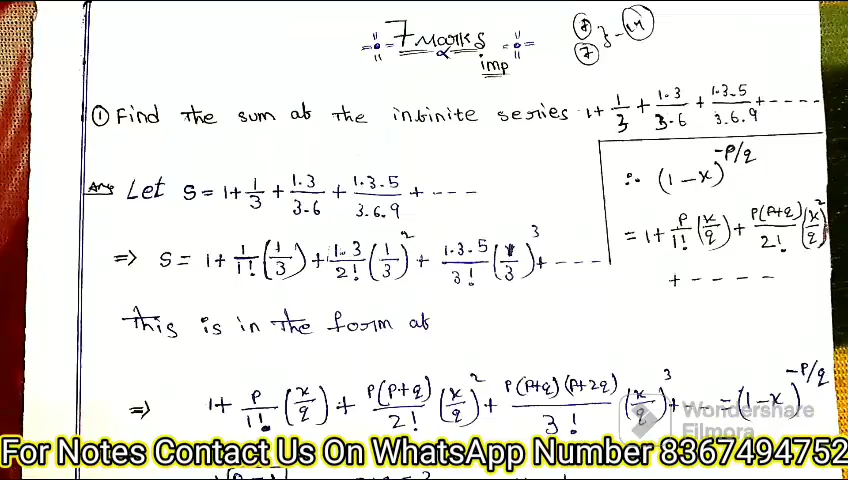 7 Marks
imp
8
7 } - 14
① Find the sum of the infinite series 1 + 1/3 + 1·3/3·6 + 1·3·5/3·6·9 + ----
Ans Let S = 1 + 1/3 + 1·3/3·6 + 1·3·5/3·6·9 + ---
∴ (1-x)^(-P/q)
= 1 + P/1! (x/q) + P(P+q)/2! (x/q)^2
+ ----
⇒ S = 1 + 1/1! (1/3) + 1·3/2! (1/3)^2 + 1·3·5/3! (1/3)^3 + ----
This is in the form of
⇒ 1 + P/1! (x/q) + P(P+q)/2! (x/q)^2 + P(P+q)(P+2q)/3! (x/q)^3 + -- = (1-x)^(-P/q)
Wondershare
Filmora
For Notes Contact Us On WhatsApp Number 8367494752